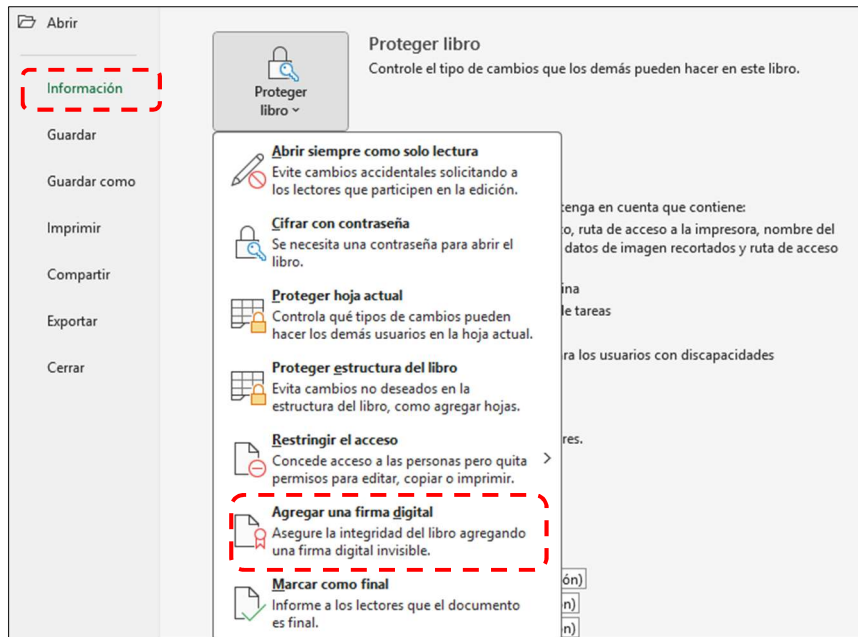 Abrir
Información
Guardar
Guardar como
Imprimir
Compartir
Exportar
Cerrar
Proteger libro
Controle el tipo de cambios que los demás pueden hacer en este libro.
Proteger
libro
Abrir siempre como solo lectura
Evite cambios accidentales solicitando a
los lectores que participen en la edición.
Cifrar con contraseña
Se necesita una contraseña para abrir el
libro.
Proteger hoja actual
Controla qué tipos de cambios pueden
hacer los demás usuarios en la hoja actual.
Proteger estructura del libro
Evita cambios no deseados en la
estructura del libro, como agregar hojas.
Restringir el acceso
Concede acceso a las personas pero quita
permisos para editar, copiar o imprimir.
Agregar una firma digital
Asegure la integridad del libro agregando
una firma digital invisible.
Marcar como final
Informe a los lectores que el documento
es final.
tenga en cuenta que contiene:
o, ruta de acceso a la impresora, nombre del
datos de imagen recortados y ruta de acceso
ina
de tareas
ra los usuarios con discapacidades
res.
ón)
n)
n)